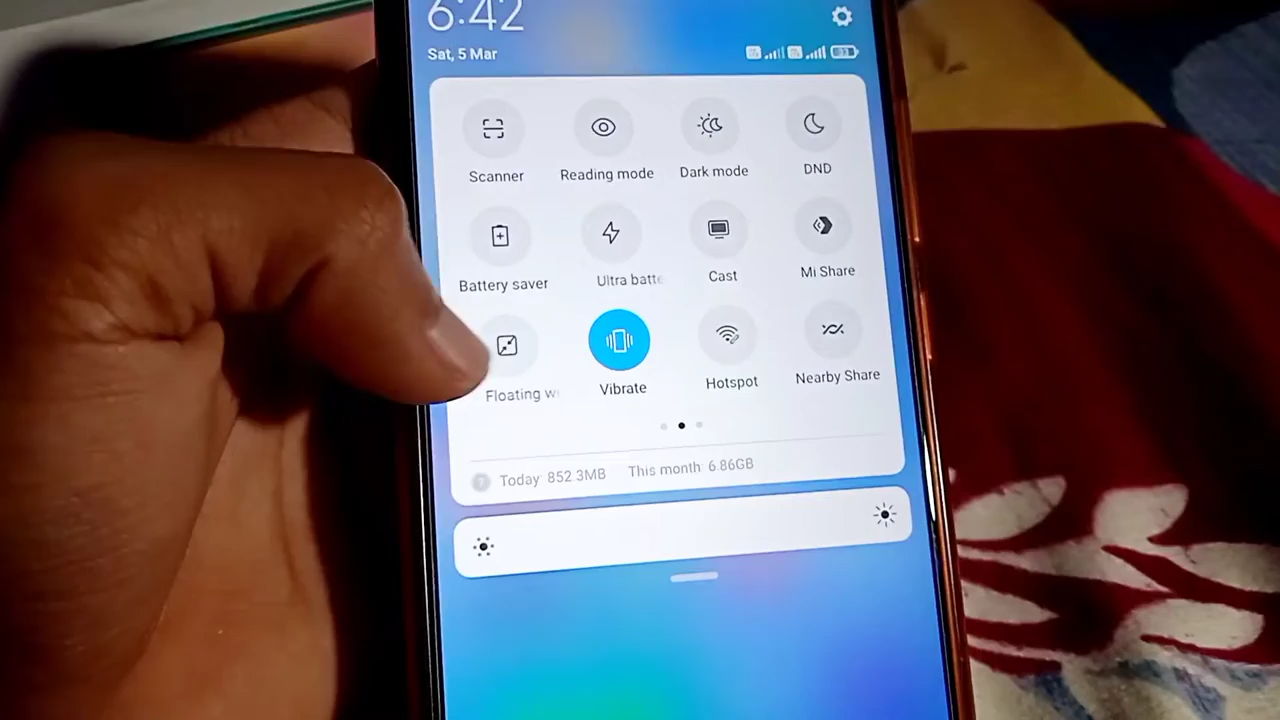 6:42
Sat, 5 Mar
Scanner
Reading mode
Dark mode
DND
Battery saver
Ultra batte
Cast
Mi Share
Floating w
Vibrate
Hotspot
Nearby Share
Today: 852.3MB This month: 6.86GB